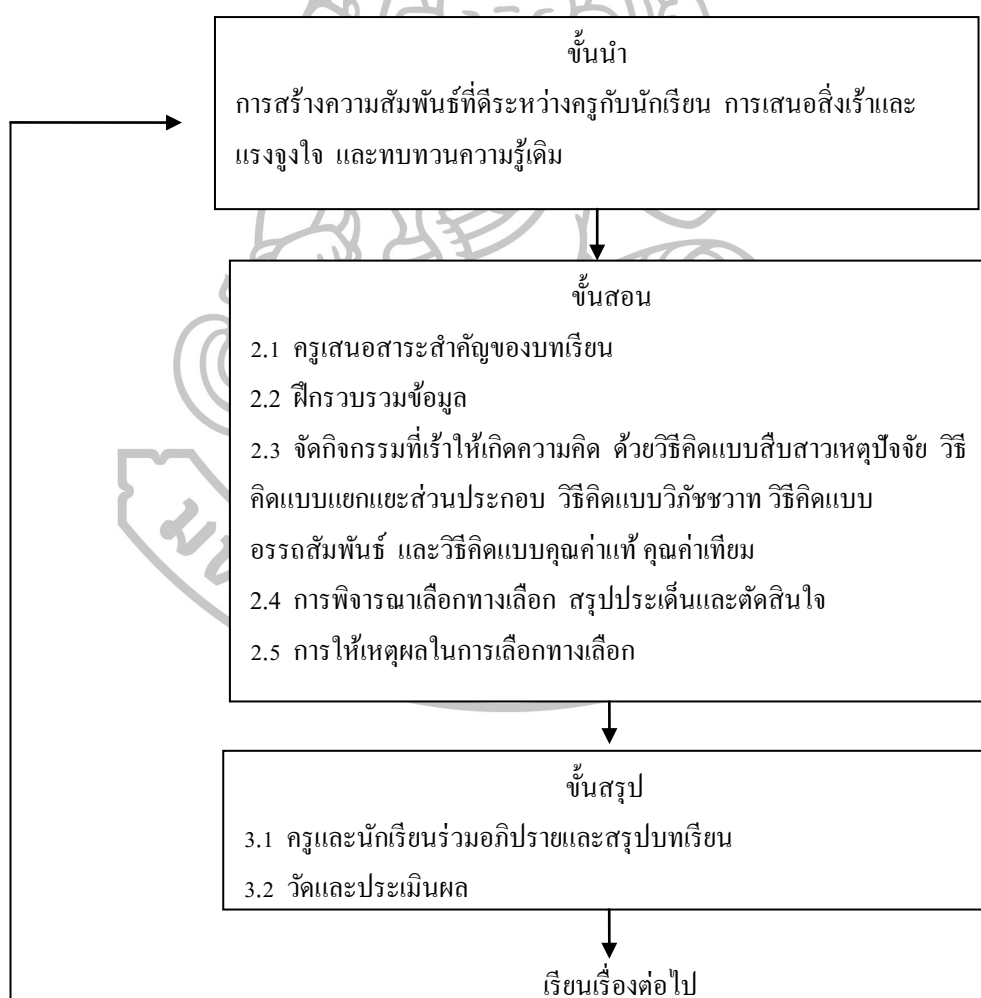 ขั้นนำ
การสร้างความสัมพันธ์ที่ดีระหว่างครูกับนักเรียน การเสนอสิ่งเร้าและ
แรงจูงใจ และทบทวนความรู้เดิม
ขั้นสอน
2.1 ครูเสนอสาระสำคัญของบทเรียน
2.2 ฝึกรวบรวมข้อมูล
2.3 จัดกิจกรรมที่เร้าให้เกิดความคิด ด้วยวิธีคิดแบบสืบสาวเหตุปัจจัย วิธี
คิดแบบแยกแยะส่วนประกอบ วิธีคิดแบบวิภัชชวาท วิธีคิดแบบ
อรรถสัมพันธ์ และวิธีคิดแบบคุณค่าแท้ คุณค่าเทียม
2.4 การพิจารณาเลือกทางเลือก สรุปประเด็นและตัดสินใจ
2.5 การให้เหตุผลในการเลือกทางเลือก
ขั้นสรุป
3.1 ครูและนักเรียนร่วมอภิปรายและสรุปบทเรียน
3.2 วัดและประเมินผล
เรียนเรื่องต่อไป